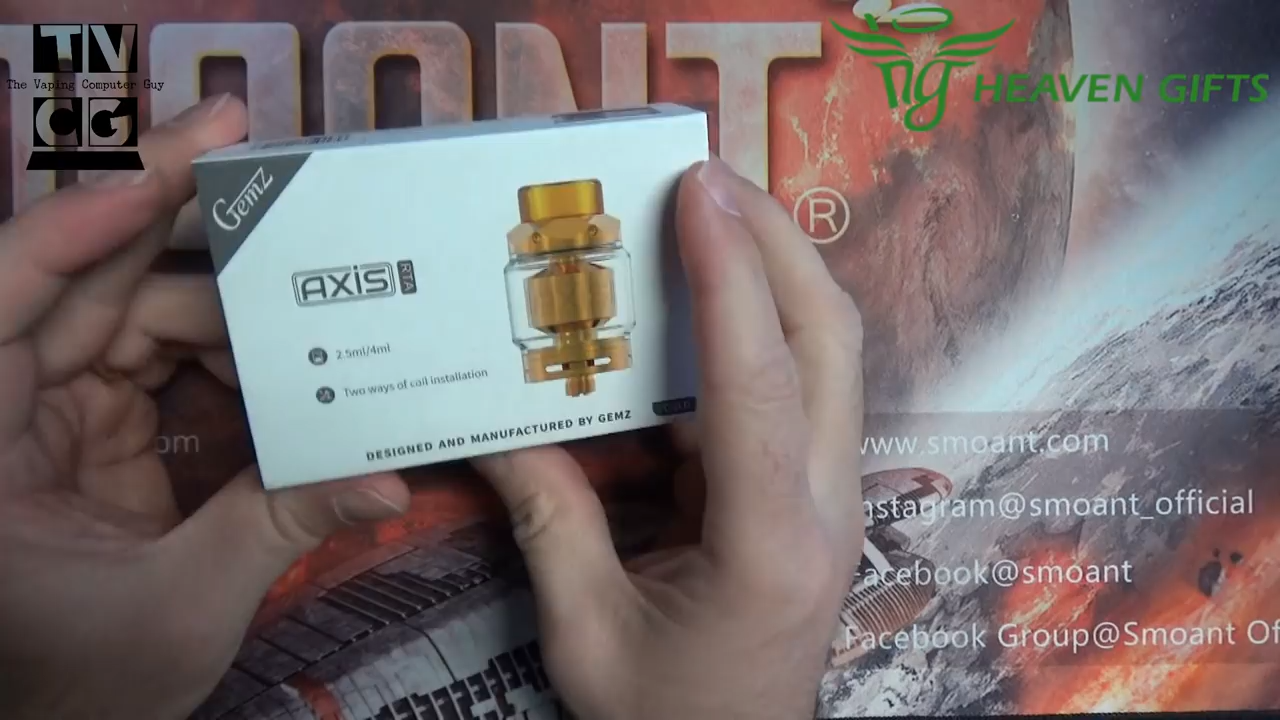 TV
The Vaping Computer Guy
CG
HEAVEN GIFTS
Gemz
AXIS RTA
2.5ml/4ml
Two ways of coil installation
DESIGNED AND MANUFACTURED BY GEMZ
®
om
www.smoant.com
nstagram@smoant_official
acebook@smoant
Facebook Group@Smoant Of